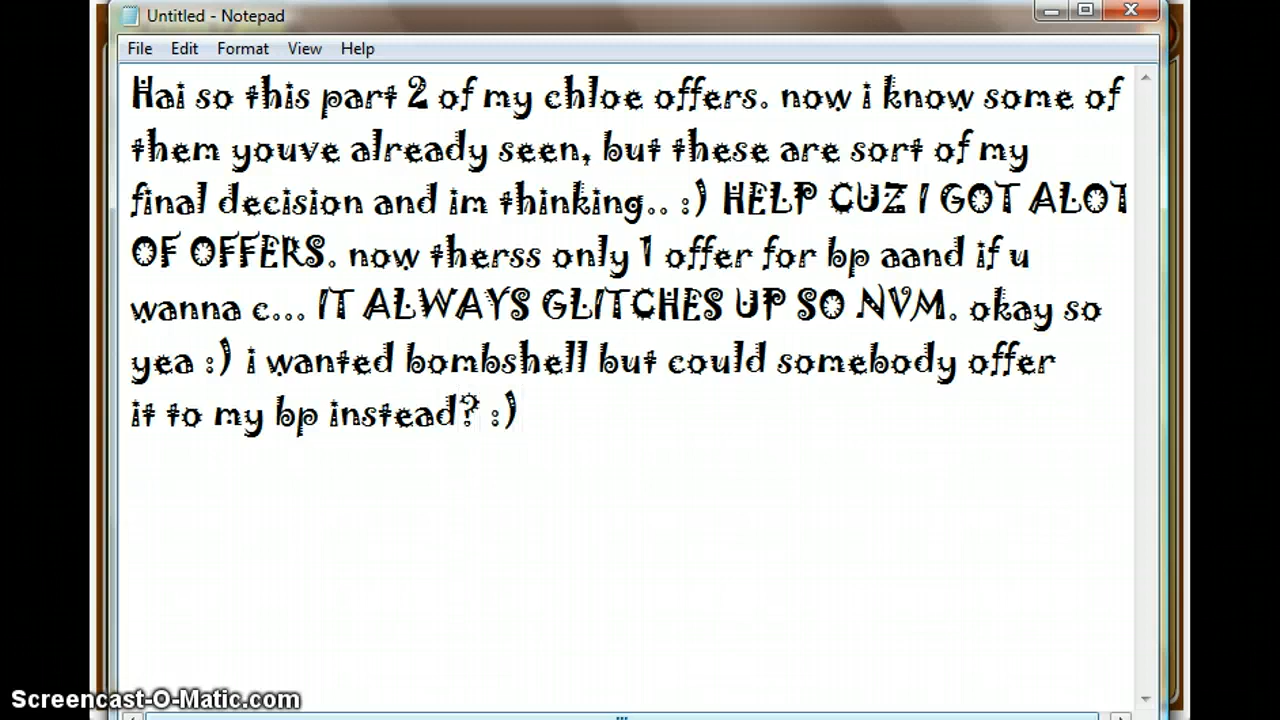 Untitled - Notepad
File Edit Format View Help
Hai so this part 2 of my chloe offers. now i know some of
them youve already seen, but these are sort of my
final decision and im thinking.. :) HELP CUZ I GOT ALOT
OF OFFERS. now therss only 1 offer for bp aand if u
wanna c... IT ALWAYS GLITCHES UP SO NVM. okay so
yea :) i wanted bombshell but could somebody offer
it to my bp instead? :)
Screencast-O-Matic.com